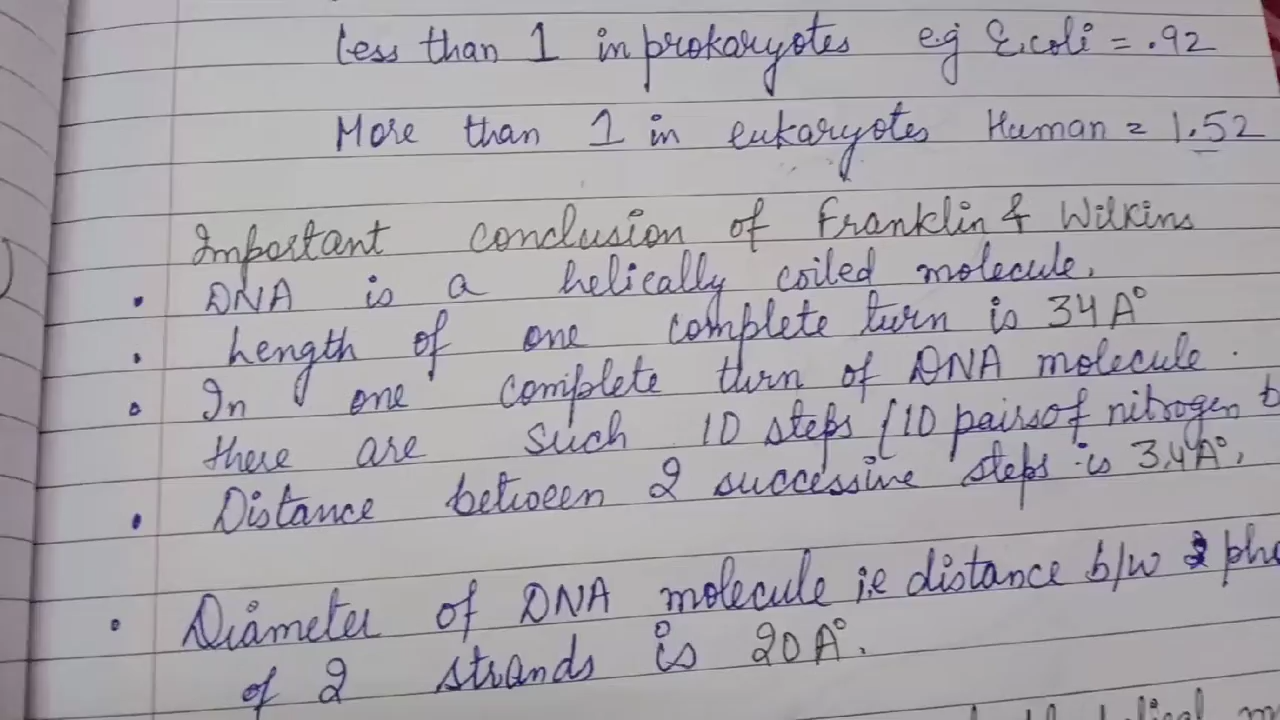 Less than 1 in prokaryotes eg E.coli = .92
More than 1 in eukaryotes Human = 1.52
Important conclusion of Franklin & Wilkins
• DNA is a helically coiled molecule.
• Length of one complete turn is 34 A°
• In one complete turn of DNA molecule.
there are such 10 steps (10 pairs of nitrogen b
• Distance between 2 successive steps is 3.4A°.
• Diameter of DNA molecule i.e distance b/w 2 pho
of 2 strands is 20 A°.